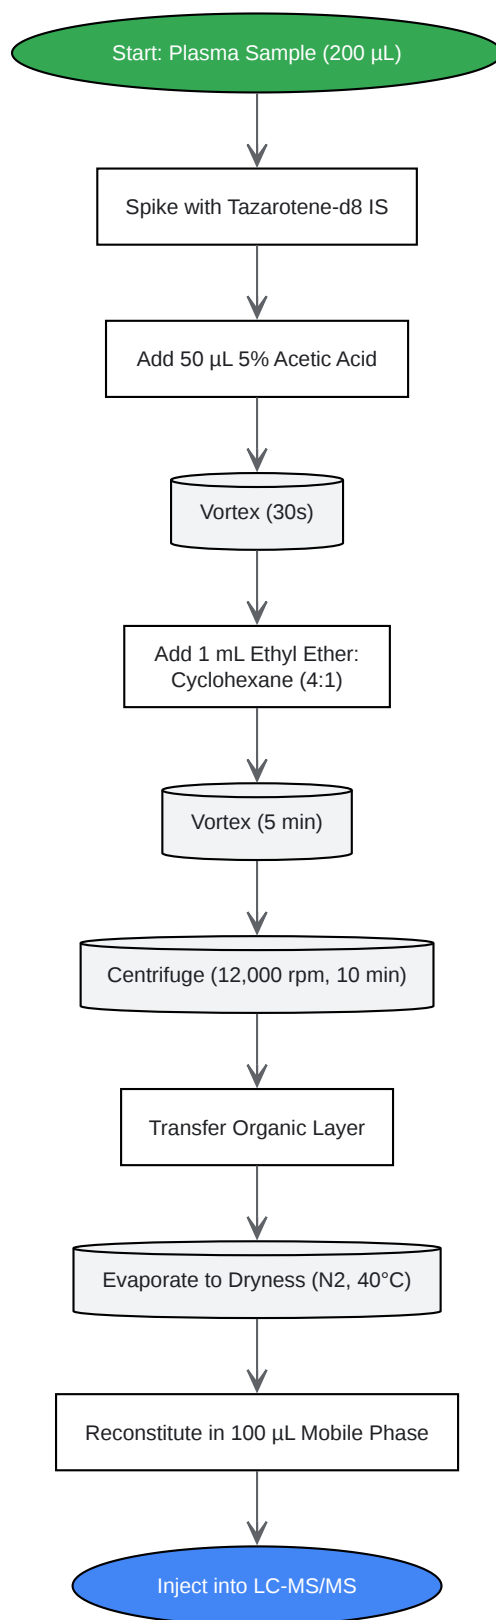 Start: Plasma Sample (200 µL)
Spike with Tazarotene-d8 IS
Add 50 µL 5% Acetic Acid
Vortex (30s)
Add 1 mL Ethyl Ether:
Cyclohexane (4:1)
Vortex (5 min)
Centrifuge (12,000 rpm, 10 min)
Transfer Organic Layer
Evaporate to Dryness (N2, 40°C)
Reconstitute in 100 µL Mobile Phase
Inject into LC-MS/MS